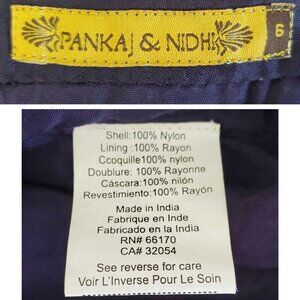 PANKAJ & NIDHI 6
Shell:100% Nylon
Lining :100% Rayon
Ccoquille:100% nylon
Doublure: 100% Rayonne
Cáscara:100% nilón
Revestimiento:100% Rayón
Made in India
Fabrique en Inde
Fabricado en la India
RN# 66170
CA# 32054
See reverse for care
Voir L'Inverse Pour Le Soin